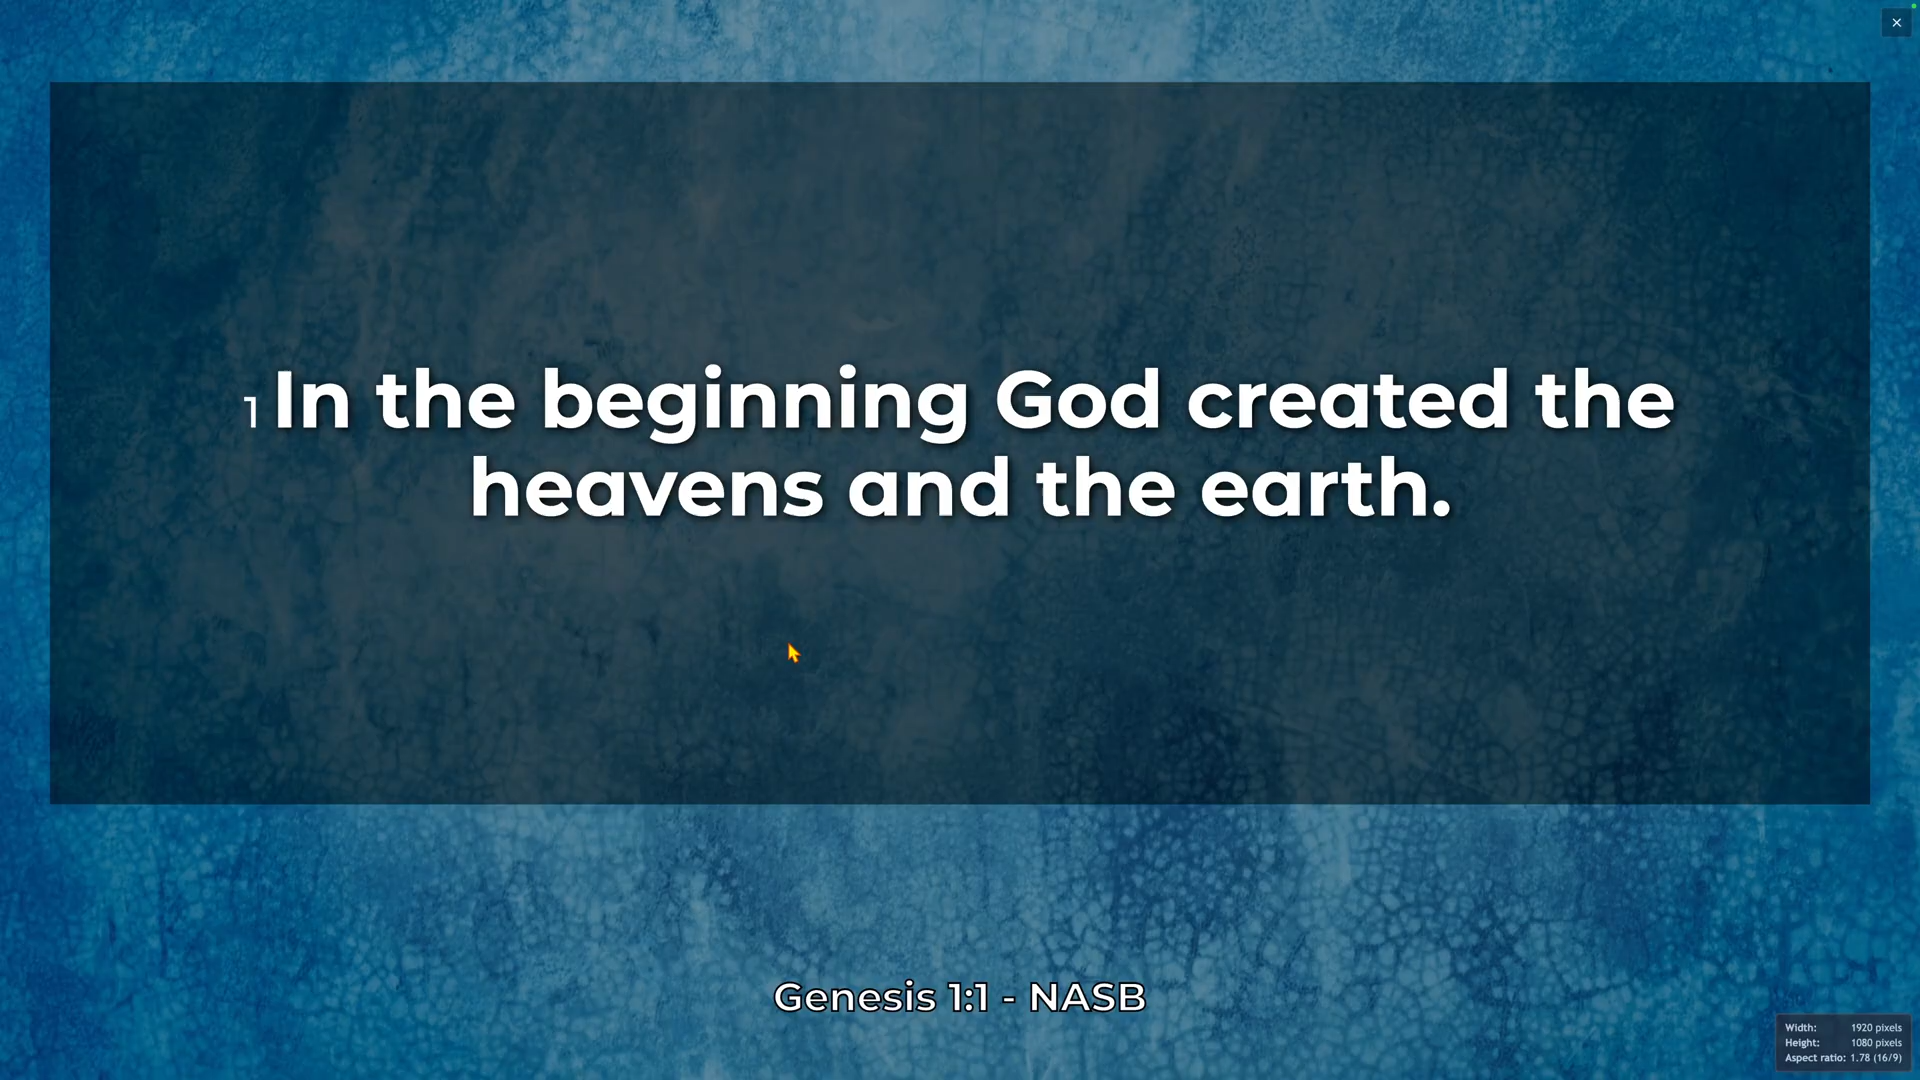 1 In the beginning God created the
heavens and the earth.
Genesis 1:1 - NASB
Width: 1920 pixels
Height: 1080 pixels
Aspect ratio: 1.78 (16/9)